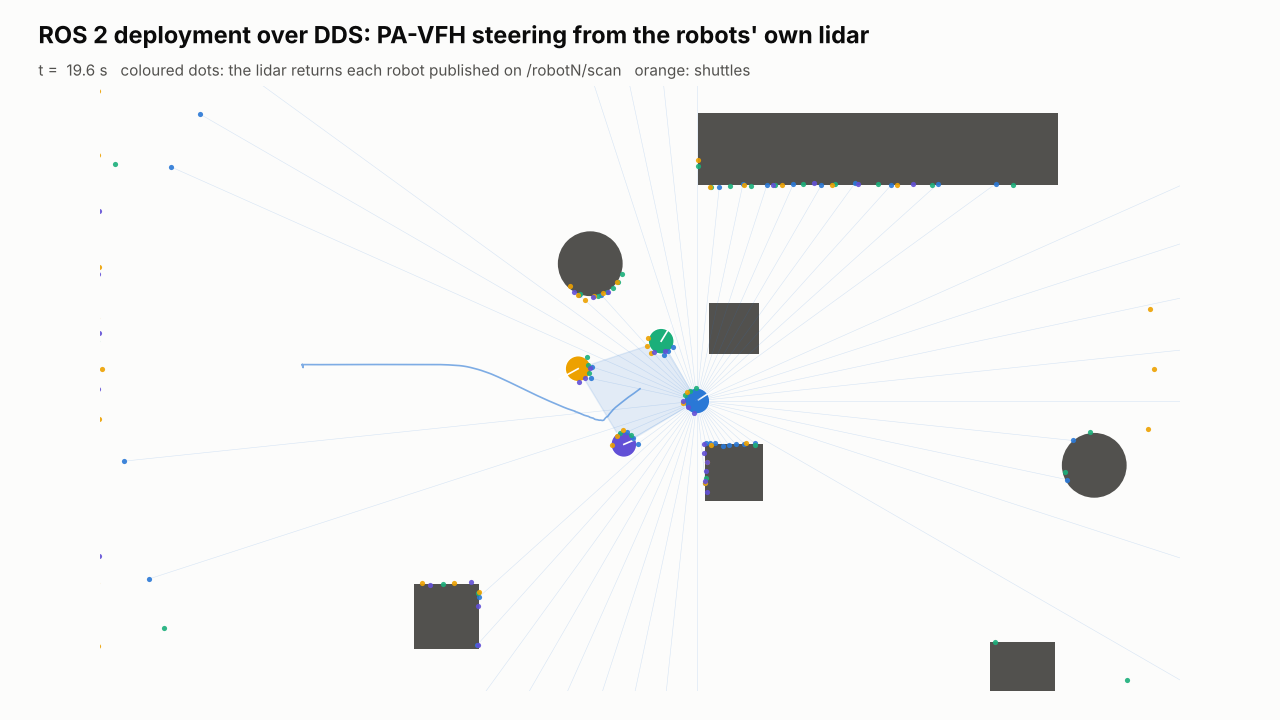 ROS 2 deployment over DDS: PA-VFH steering from the robots' own lidar
t = 19.6 s coloured dots: the lidar returns each robot published on /robotN/scan orange: shuttles